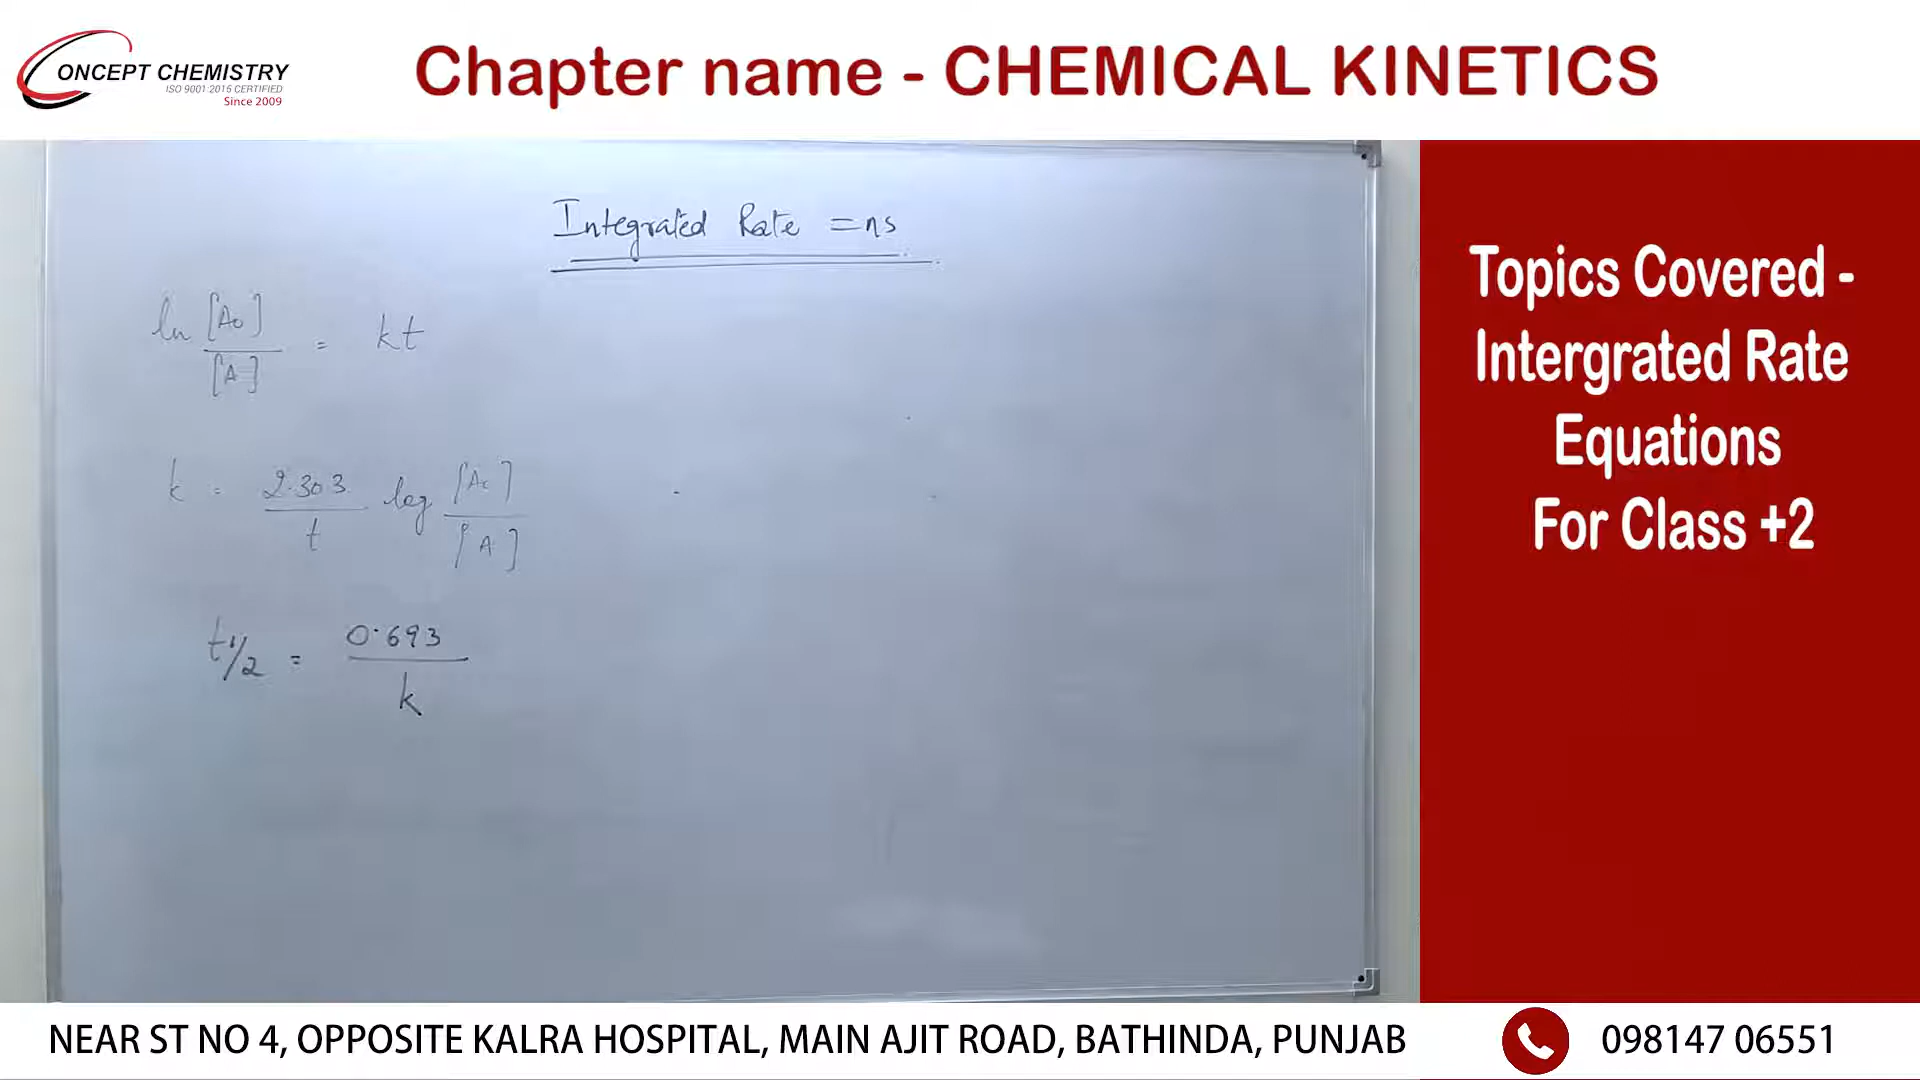 ONCEPT CHEMISTRY
ISO 9001:2015 CERTIFIED
Since 2009
Chapter name - CHEMICAL KINETICS
Integrated Rate =ns
ln [A₀] / [A] = kt
k = 2.303 / t log [A₀] / [A]
t1/2 = 0.693 / k
Topics Covered -
Intergrated Rate
Equations
For Class +2
NEAR ST NO 4, OPPOSITE KALRA HOSPITAL, MAIN AJIT ROAD, BATHINDA, PUNJAB
098147 06551